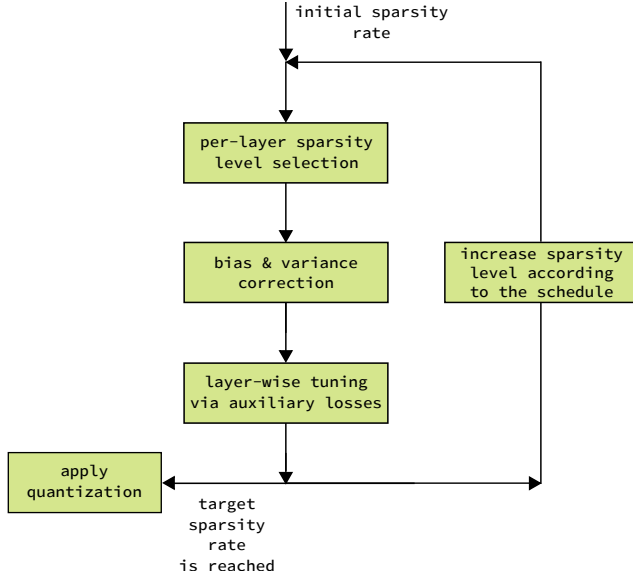 initial sparsity
rate
per-layer sparsity
level selection
bias & variance
correction
increase sparsity
level according
to the schedule
layer-wise tuning
via auxiliary losses
apply
quantization
target
sparsity
rate
is reached